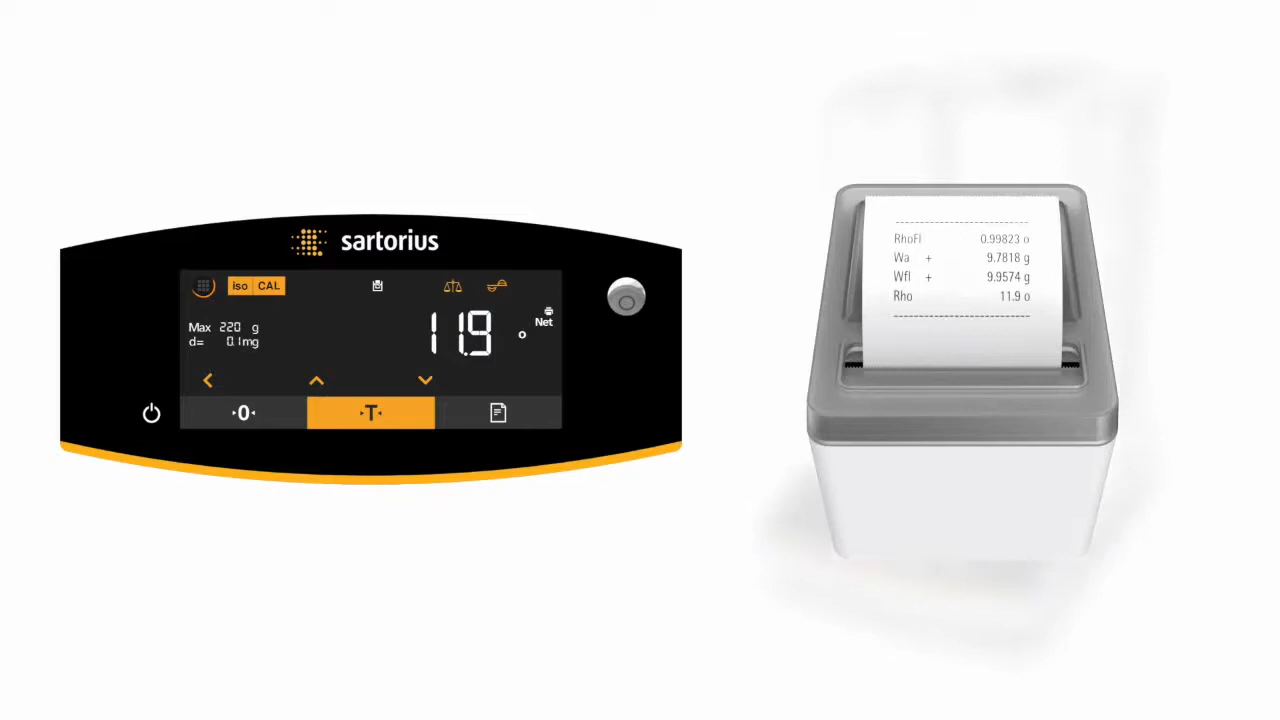 sartorius
iso CAL
Max 220 g
d= 0.1mg
11.9 o
Net
0
T
RhoFl 0.99823 o
Wa + 9.7818 g
Wfl + 9.9574 g
Rho 11.9 o